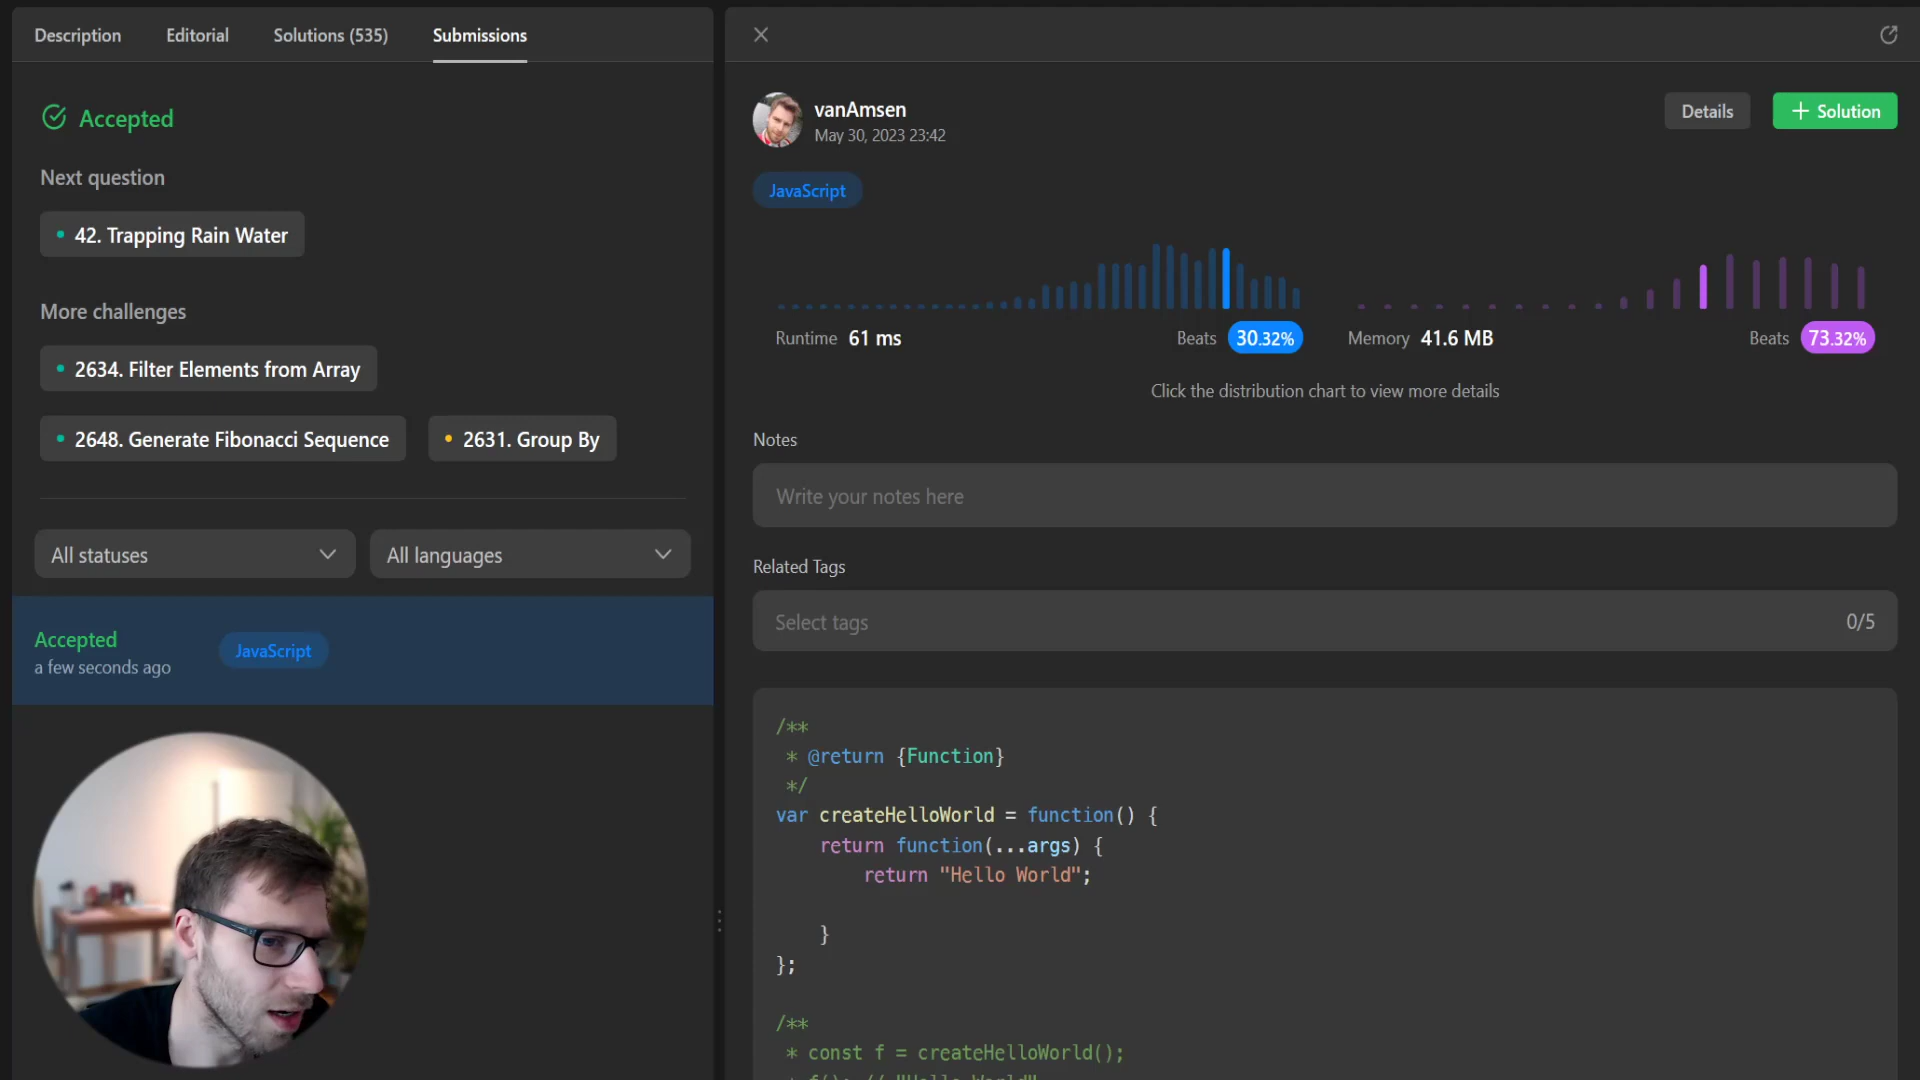 Description Editorial Solutions (535) Submissions
Accepted
Next question
42. Trapping Rain Water
More challenges
2634. Filter Elements from Array
2648. Generate Fibonacci Sequence 2631. Group By
All statuses All languages
Accepted
a few seconds ago
JavaScript
vanAmsen
May 30, 2023 23:42
Details + Solution
JavaScript
Runtime 61 ms Beats 30.32% Memory 41.6 MB Beats 73.32%
Click the distribution chart to view more details
Notes
Write your notes here
Related Tags
Select tags 0/5
/**
* @return {Function}
*/
var createHelloWorld = function() {
return function(...args) {
return "Hello World";
}
};
/**
* const f = createHelloWorld();
* f(); // "Hello World"